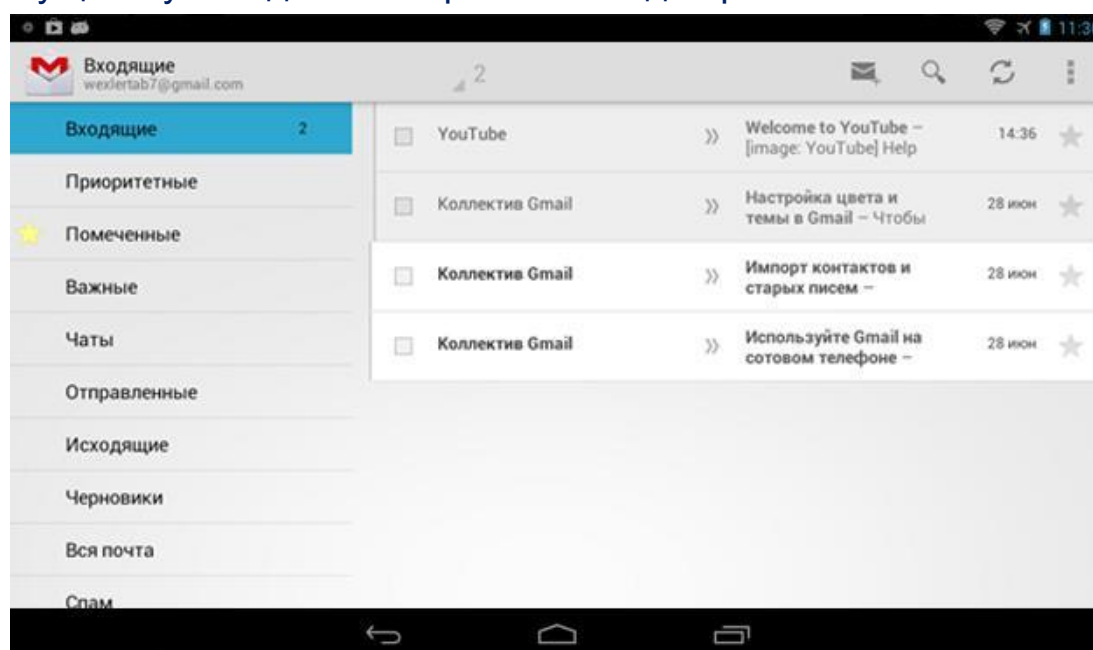 11:3
Входящие
wexlertab7@gmail.com
2
Входящие 2
Приоритетные
Помеченные
Важные
Чаты
Отправленные
Исходящие
Черновики
Вся почта
Спам
YouTube » Welcome to YouTube – 14:36
[image: YouTube] Help
Коллектив Gmail » Настройка цвета и 28 июн
темы в Gmail – Чтобы
Коллектив Gmail » Импорт контактов и 28 июн
старых писем –
Коллектив Gmail » Используйте Gmail на 28 июн
сотовом телефоне –